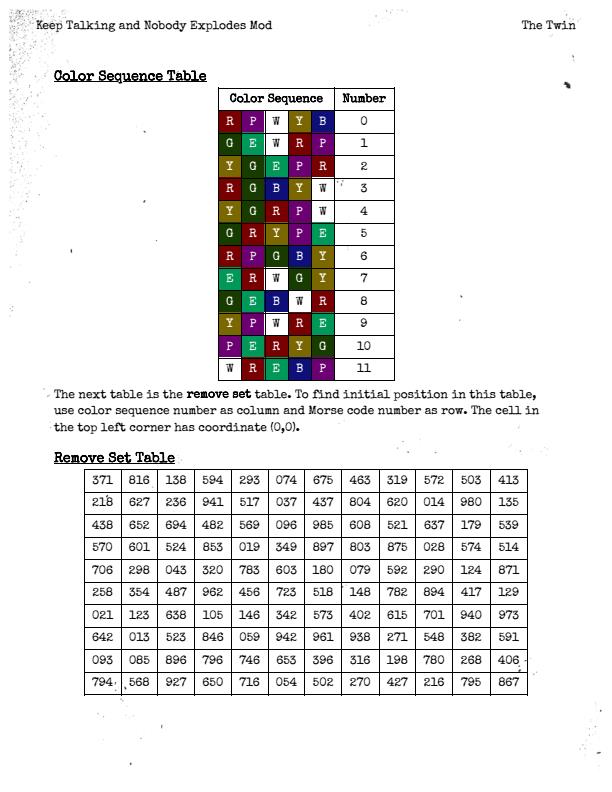 Keep Talking and Nobody Explodes Mod The Twin
Color Sequence Table
Color Sequence Number
R P W Y B 0
G E W R P 1
Y G E P R 2
R G B Y W 3
Y G R P W 4
G R Y P E 5
R P G B Y 6
E R W G Y 7
G E B W R 8
Y P W R E 9
P E R Y G 10
W R E B P 11
The next table is the remove set table. To find initial position in this table,
use color sequence number as column and Morse code number as row. The cell in
the top left corner has coordinate (0,0).
Remove Set Table
371 816 138 594 293 074 675 463 319 572 503 413
218 627 236 941 517 037 437 804 620 014 980 135
438 652 694 482 569 096 985 608 521 637 179 539
570 601 524 853 019 349 897 803 875 028 574 514
706 298 043 320 783 603 180 079 592 290 124 871
258 354 487 962 456 723 518 148 782 894 417 129
021 123 638 105 146 342 573 402 615 701 940 973
642 013 523 846 059 942 961 938 271 548 382 591
093 085 896 796 746 653 396 316 198 780 268 406
794 568 927 650 716 054 502 270 427 216 795 867